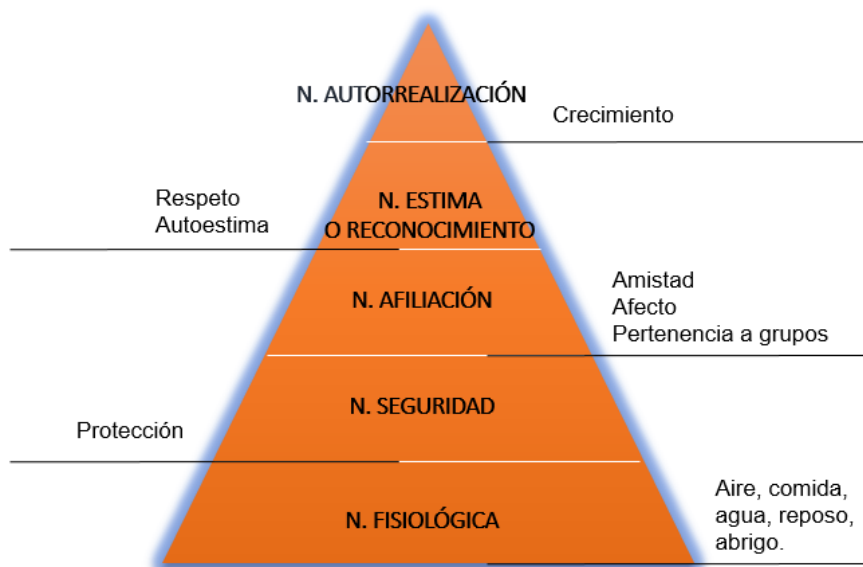 N. AUTORREALIZACIÓN
Crecimiento
Respeto
Autoestima
N. ESTIMA
O RECONOCIMIENTO
N. AFILIACIÓN
Amistad
Afecto
Pertenencia a grupos
N. SEGURIDAD
Protección
N. FISIOLÓGICA
Aire, comida,
agua, reposo,
abrigo.